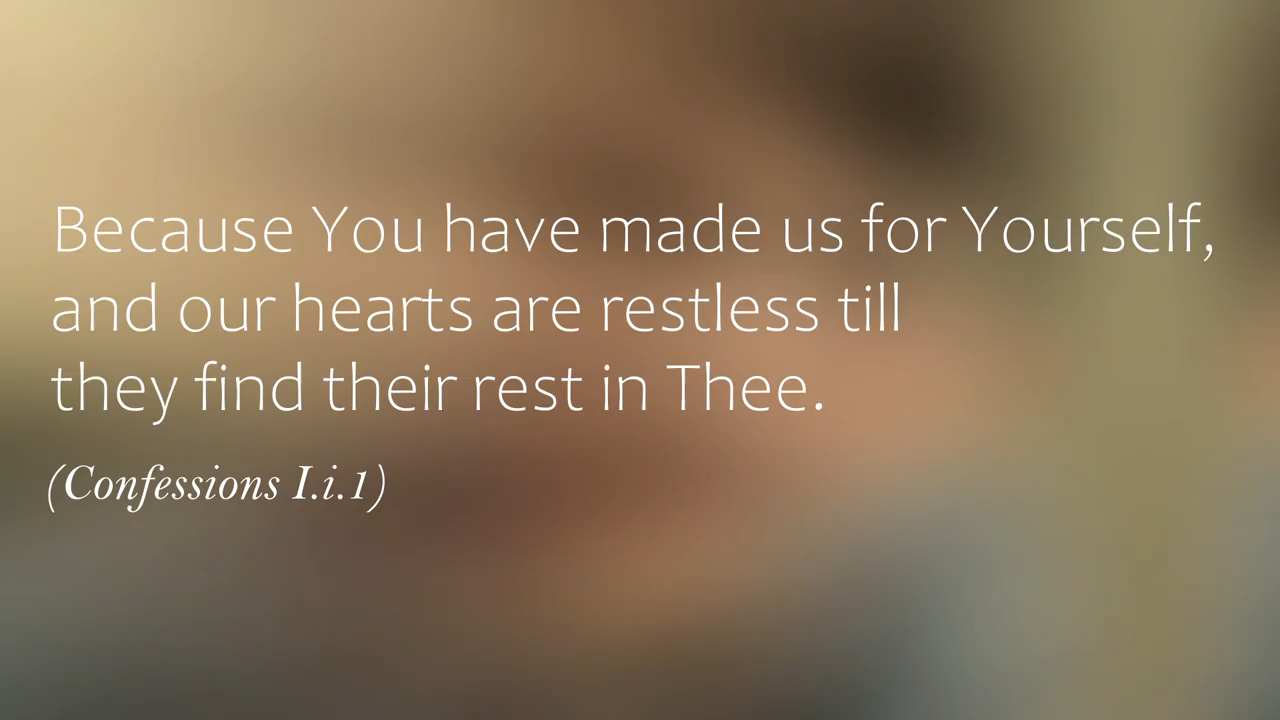 Because You have made us for Yourself,
and our hearts are restless till
they find their rest in Thee.
(Confessions I.i.1)